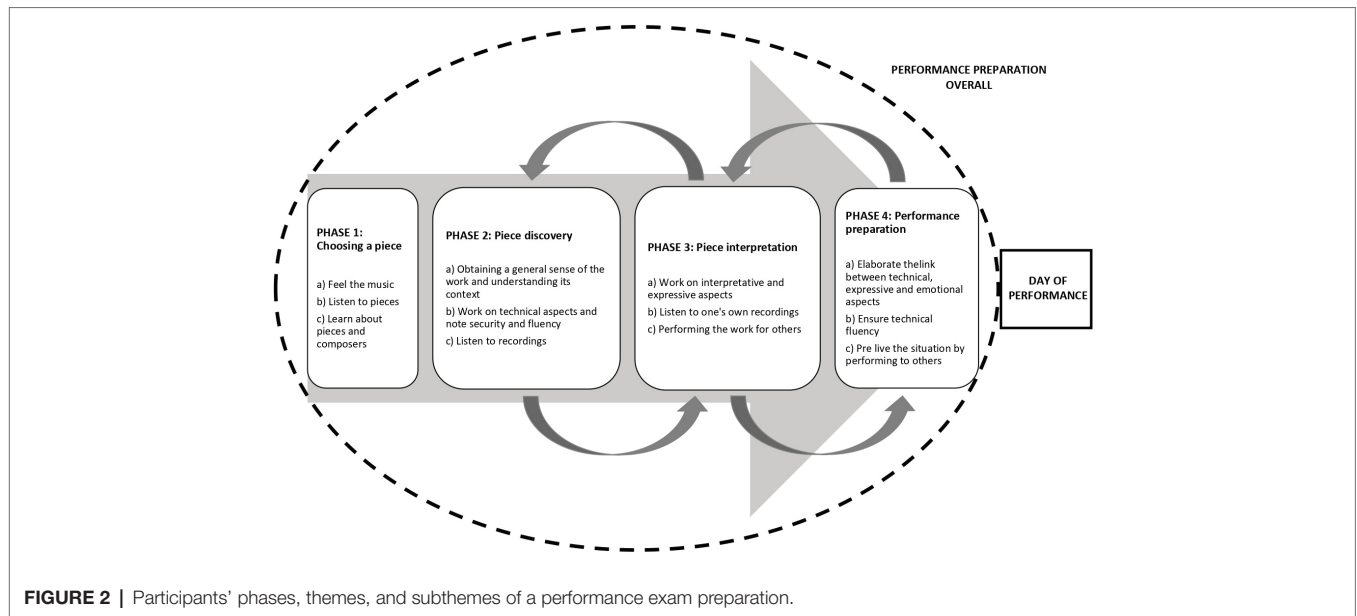 PERFORMANCE PREPARATION
OVERALL
PHASE 1:
Choosing a piece
a) Feel the music
b) Listen to pieces
c) Learn about
pieces and
composers
PHASE 2: Piece discovery
a) Obtaining a general sense of the
work and understanding its
context
b) Work on technical aspects and
note security and fluency
c) Listen to recordings
PHASE 3: Piece interpretation
a) Work on interpretative and
expressive aspects
b) Listen to one's own recordings
c) Performing the work for others
PHASE 4: Performance
preparation
a) Elaborate thelink
between technical,
expressive and emotional
aspects
b) Ensure technical
fluency
c) Pre live the situation by
performing to others
DAY OF
PERFORMANCE
FIGURE 2 | Participants' phases, themes, and subthemes of a performance exam preparation.